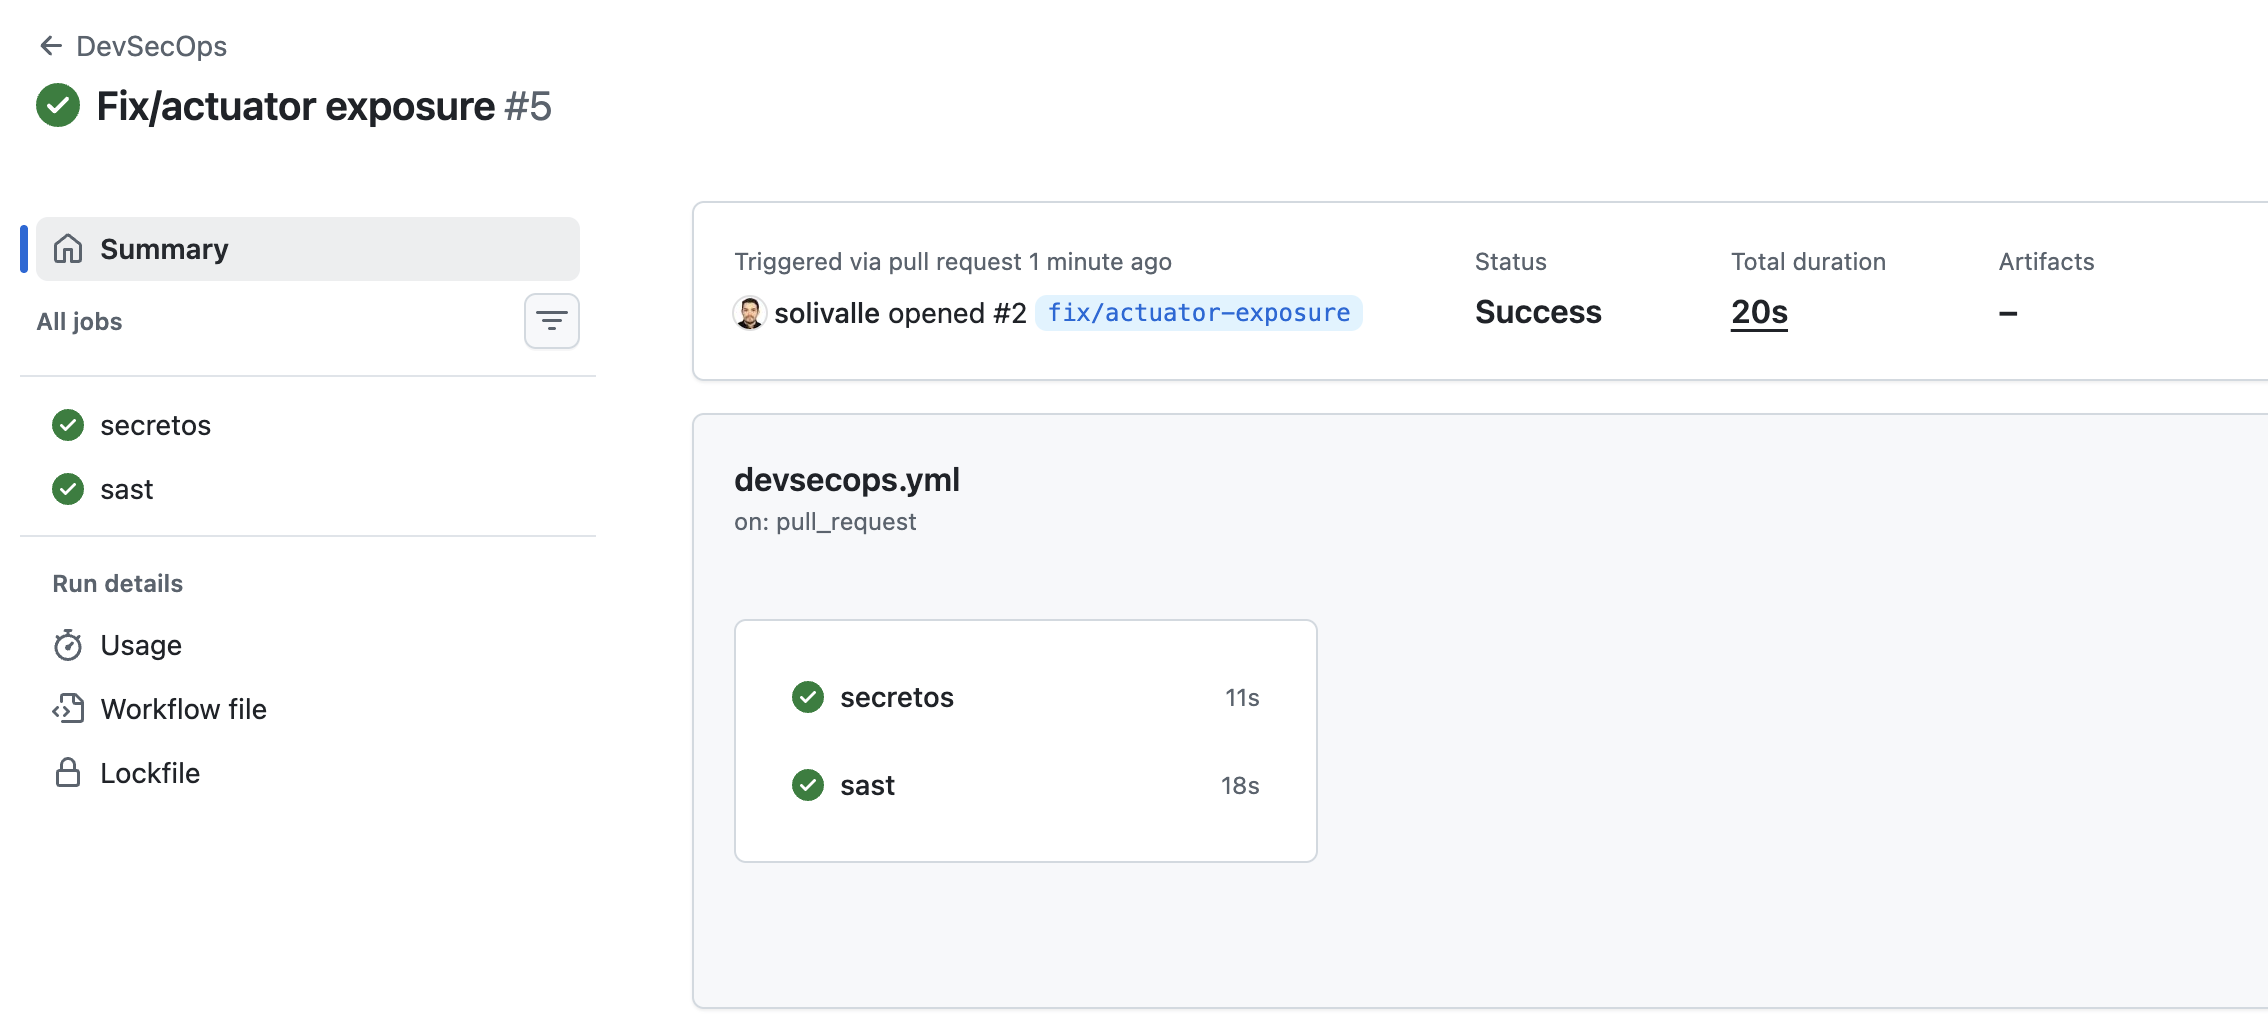 DevSecOps
Fix/actuator exposure #5
Summary
All jobs
secretos
sast
Run details
Usage
Workflow file
Lockfile
Triggered via pull request 1 minute ago
solivalle opened #2 fix/actuator-exposure
Status
Success
Total duration
20s
Artifacts
–
devsecops.yml
on: pull_request
secretos 11s
sast 18s